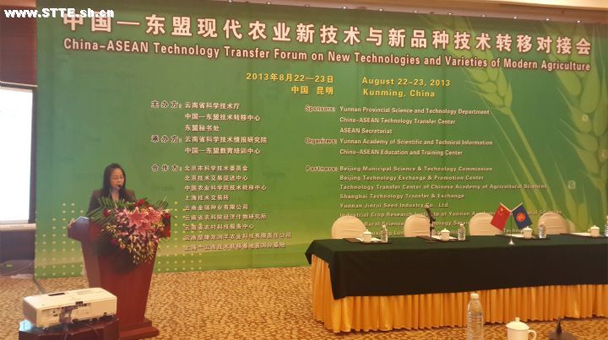 www.STTE.sh.cn
中国—东盟现代农业新技术与新品种技术转移对接会
China-ASEAN Technology Transfer Forum on New Technologies and Varieties of Modern Agriculture
2013年8月22—23日
中国 昆明
August 22-23, 2013
Kunming, China
主办方：云南省科学技术厅
中国—东盟技术转移中心
东盟秘书处
承办方：云南省科学技术情报研究院
中国—东盟教育培训中心
合作方：北京市科学技术委员会
北京技术交易促进中心
中国农业科学院技术转移中心
上海技术交易所
Sponsors: Yunnan Provincial Science and Technology Department
China-ASEAN Technology Transfer Center
ASEAN Secretariat
Organizers: Yunnan Academy of Scientific and Technical Information
China-ASEAN Education and Training Center
Partners: Beijing Municipal Science & Technology Commission
Beijing Technology Exchange & Promotion Center
Technology Transfer Center of Chinese Academy of Agricultural Sciences
Shanghai Technology Transfer & Exchange
Industrial Crop Research Institute of Yunnan